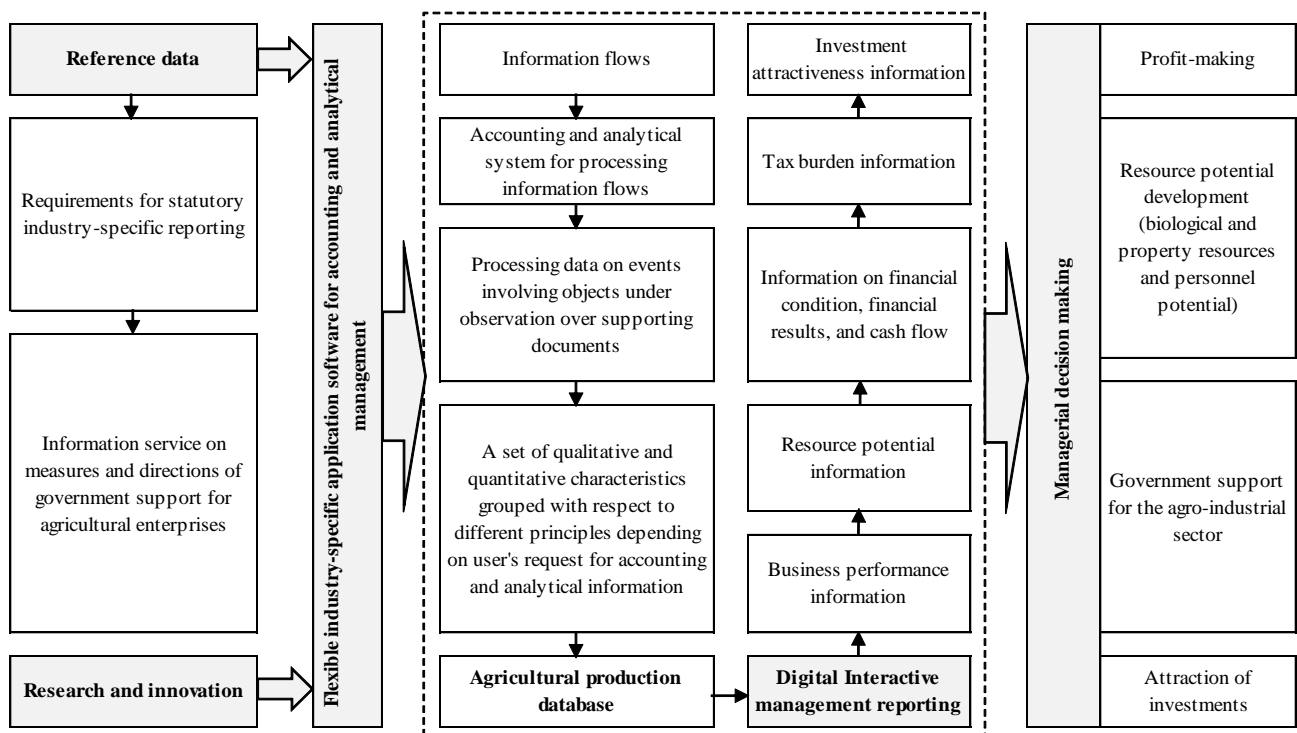 Reference data
Requirements for statutory
industry-specific reporting
Information service on
measures and directions of
government support for
agricultural enterprises
Research and innovation
Flexible industry-specific application software for accounting and analytical
management
Information flows
Accounting and analytical
system for processing
information flows
Processing data on events
involving objects under
observation over supporting
documents
A set of qualitative and
quantitative characteristics
grouped with respect to
different principles depending
on user's request for accounting
and analytical information
Agricultural production
database
Investment
attractiveness information
Tax burden information
Information on financial
condition, financial
results, and cash flow
Resource potential
information
Business performance
information
Digital Interactive
management reporting
Managerial decision making
Profit-making
Resource potential
development
(biological and
property resources
and personnel
potential)
Government support
for the agro-industrial
sector
Attraction of
investments